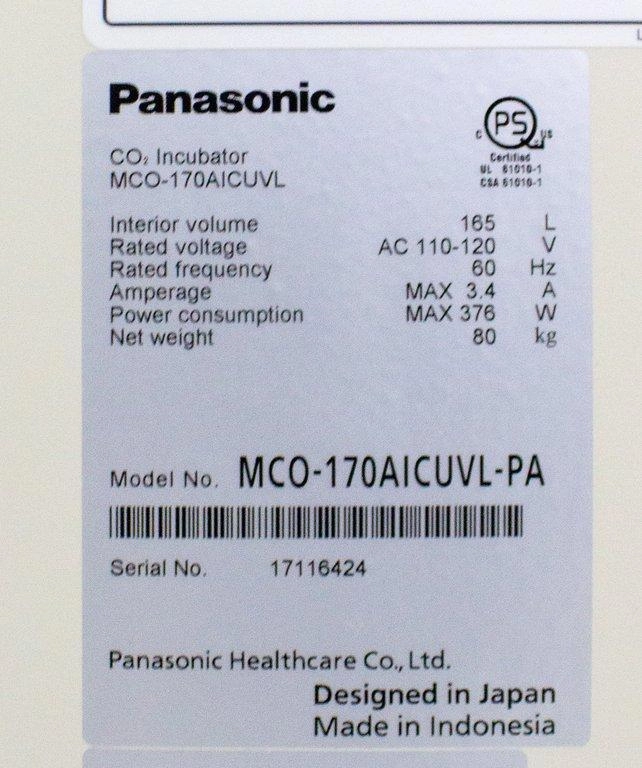 Panasonic
PS
C US
Certified
UL 61010-1
CSA 61010-1
CO₂ Incubator
MCO-170AICUVL
Interior volume 165 L
Rated voltage AC 110-120 V
Rated frequency 60 Hz
Amperage MAX 3.4 A
Power consumption MAX 376 W
Net weight 80 kg
Model No. MCO-170AICUVL-PA
Serial No. 17116424
Panasonic Healthcare Co., Ltd.
Designed in Japan
Made in Indonesia